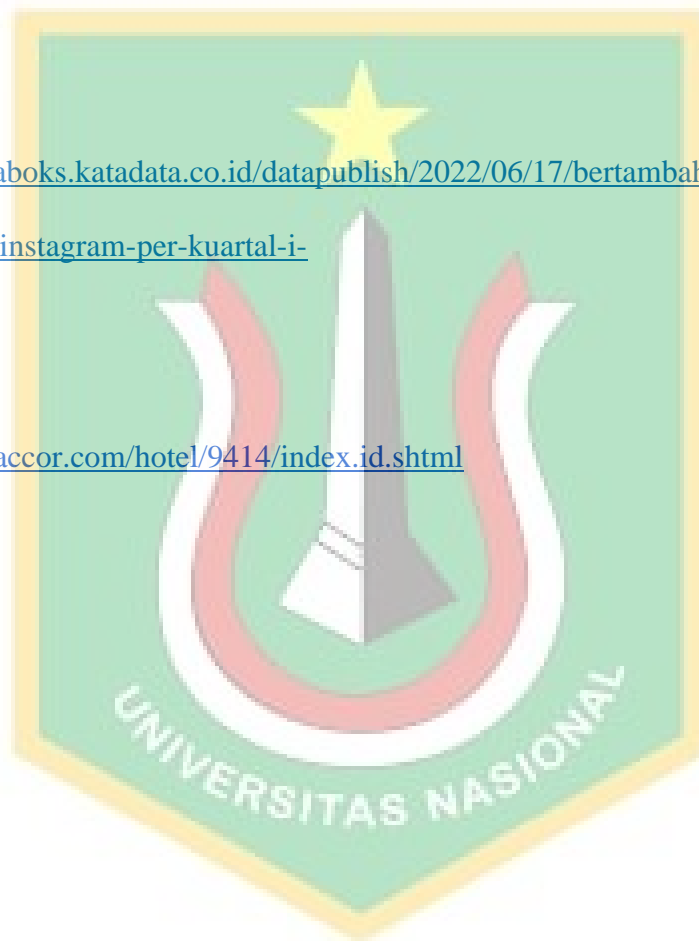 aboks.katadata.co.id/datapublish/2022/06/17/bertambah
instagram-per-kuartal-i-
accor.com/hotel/9414/index.id.shtml
UNIVERSITAS NASIONAL